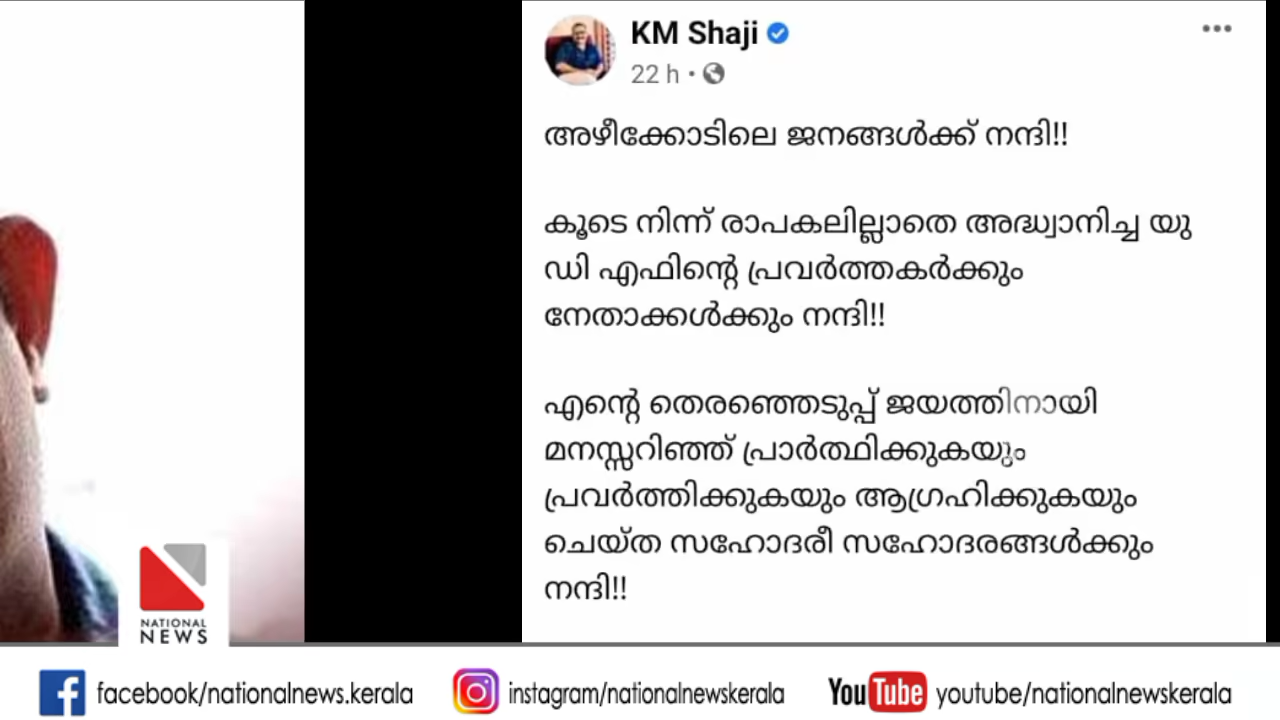 KM Shaji
22 h
അഴീക്കോടിലെ ജനങ്ങൾക്ക് നന്ദി!!
കൂടെ നിന്ന് രാപകലില്ലാതെ അദ്ധ്വാനിച്ച യു
ഡി എഫിന്റെ പ്രവർത്തകർക്കും
നേതാക്കൾക്കും നന്ദി!!
എന്റെ തെരഞ്ഞെടുപ്പ് ജയത്തിനായി
മനസ്സറിഞ്ഞ് പ്രാർത്ഥിക്കുകയും
പ്രവർത്തിക്കുകയും ആഗ്രഹിക്കുകയും
ചെയ്ത സഹോദരീ സഹോദരങ്ങൾക്കും
നന്ദി!!
NATIONAL
NEWS
facebook/nationalnews.kerala
instagram/nationalnewskerala
YouTube youtube/nationalnewskerala